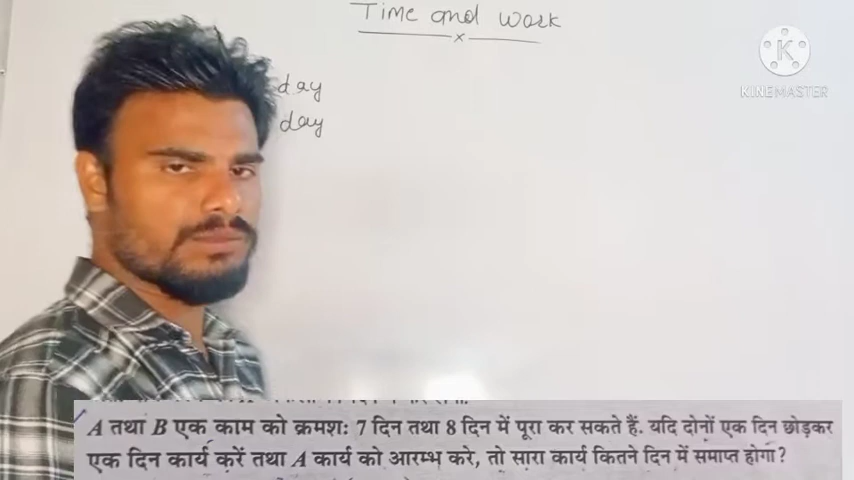 Time and work
x
day
day
K
KINEMASTER
A तथा B एक काम को क्रमशः 7 दिन तथा 8 दिन में पूरा कर सकते हैं. यदि दोनों एक दिन छोड़कर
एक दिन कार्य करें तथा A कार्य को आरम्भ करे, तो सारा कार्य कितने दिन में समाप्त होगा?